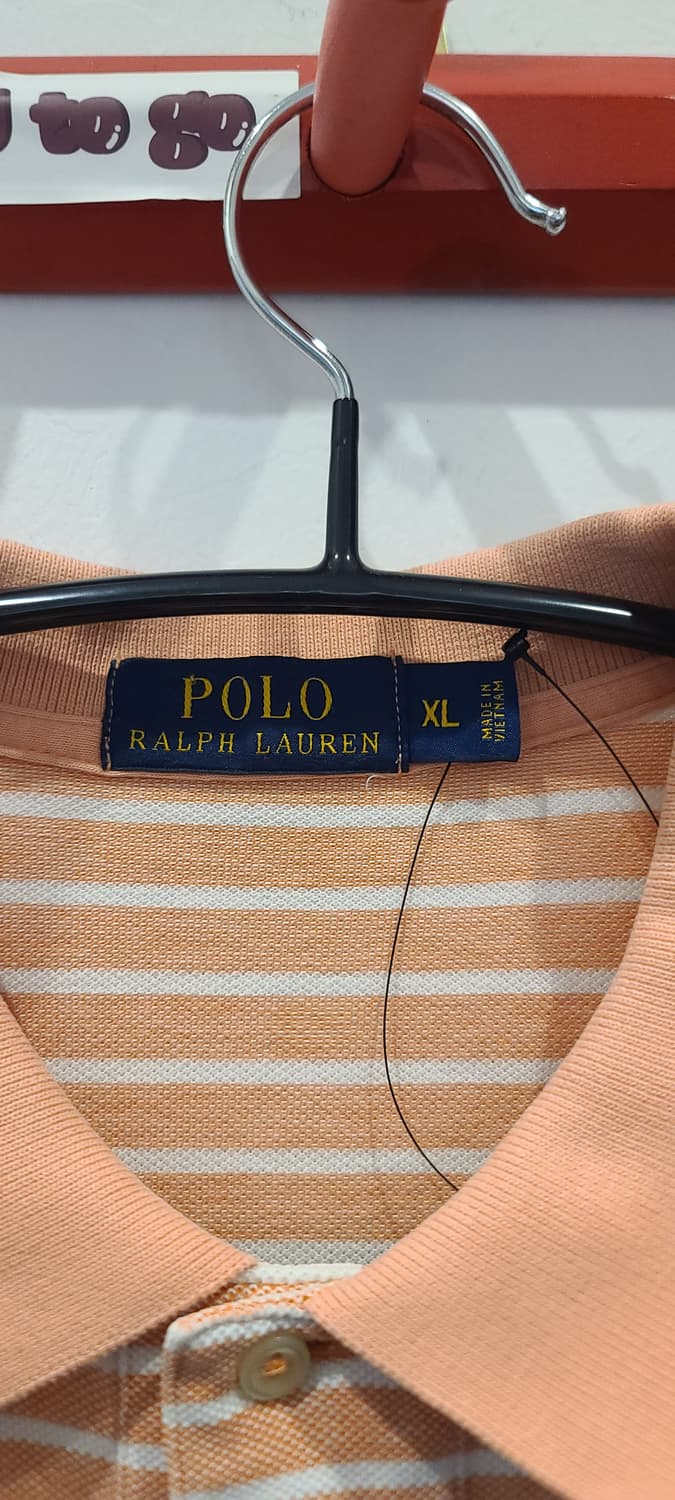 to go
POLO
RALPH LAUREN
XL
MADE IN
VIETNAM